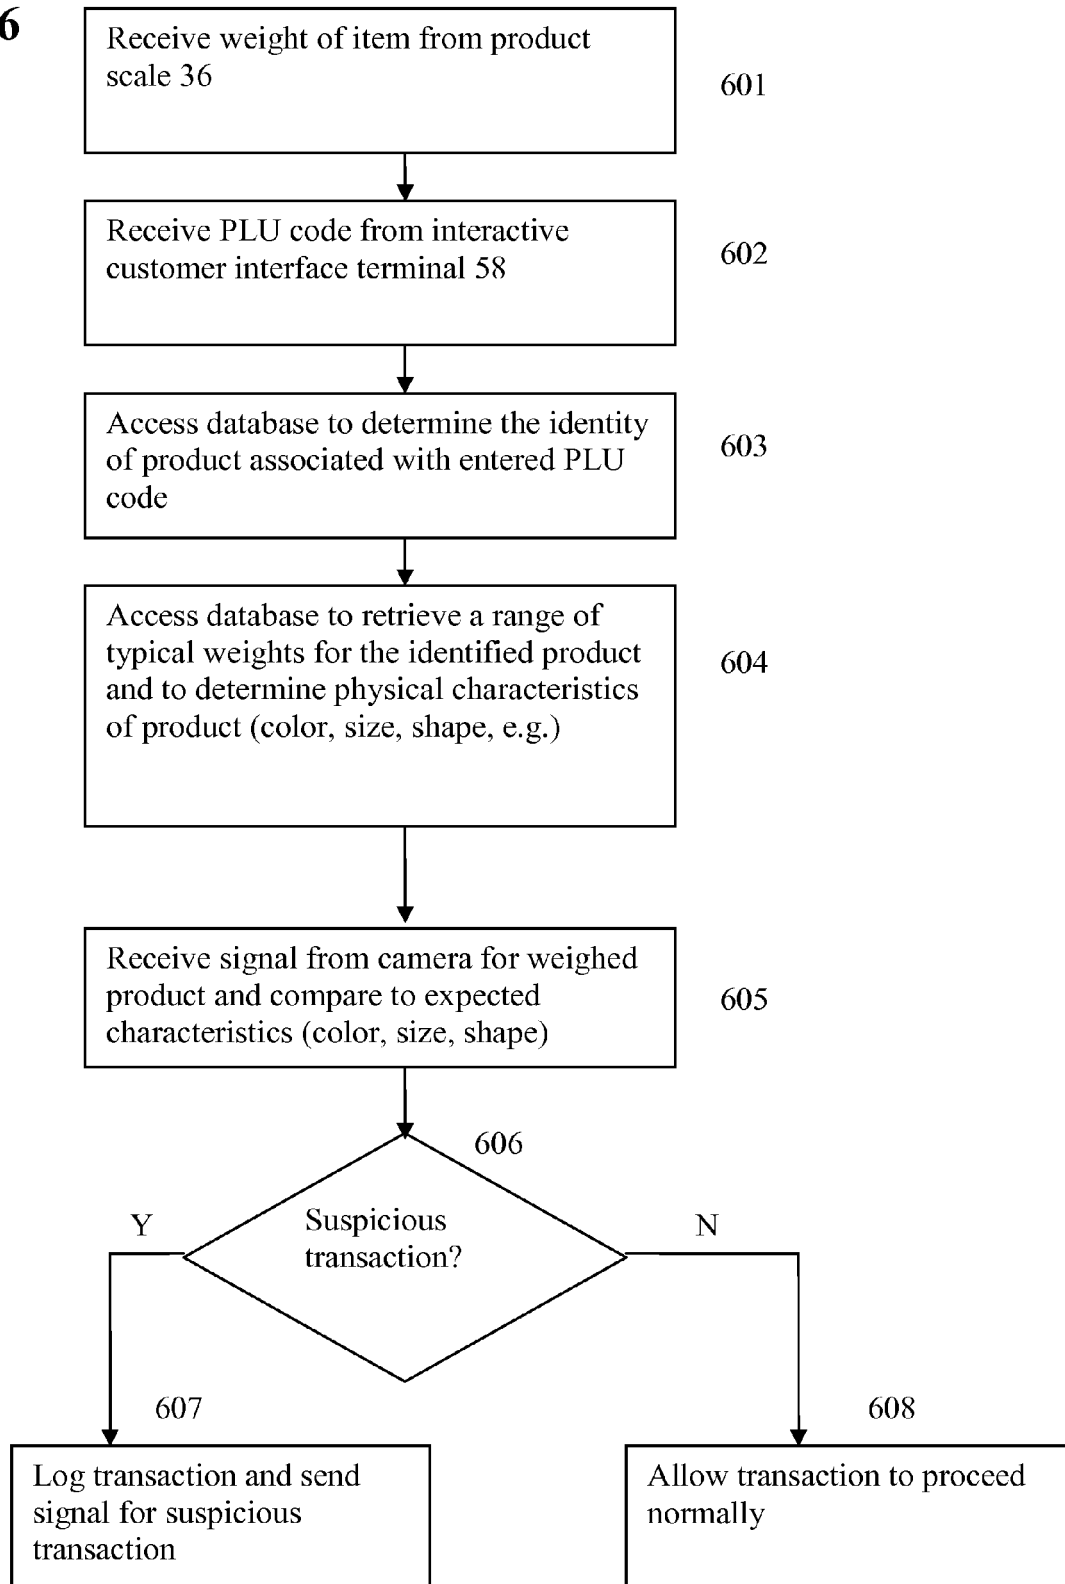 6
Receive weight of item from product
scale 36
601
Receive PLU code from interactive
customer interface terminal 58
602
Access database to determine the identity
of product associated with entered PLU
code
603
Access database to retrieve a range of
typical weights for the identified product
and to determine physical characteristics
of product (color, size, shape, e.g.)
604
Receive signal from camera for weighed
product and compare to expected
characteristics (color, size, shape)
605
606
Suspicious
transaction?
Y
N
607
608
Log transaction and send
signal for suspicious
transaction
Allow transaction to proceed
normally